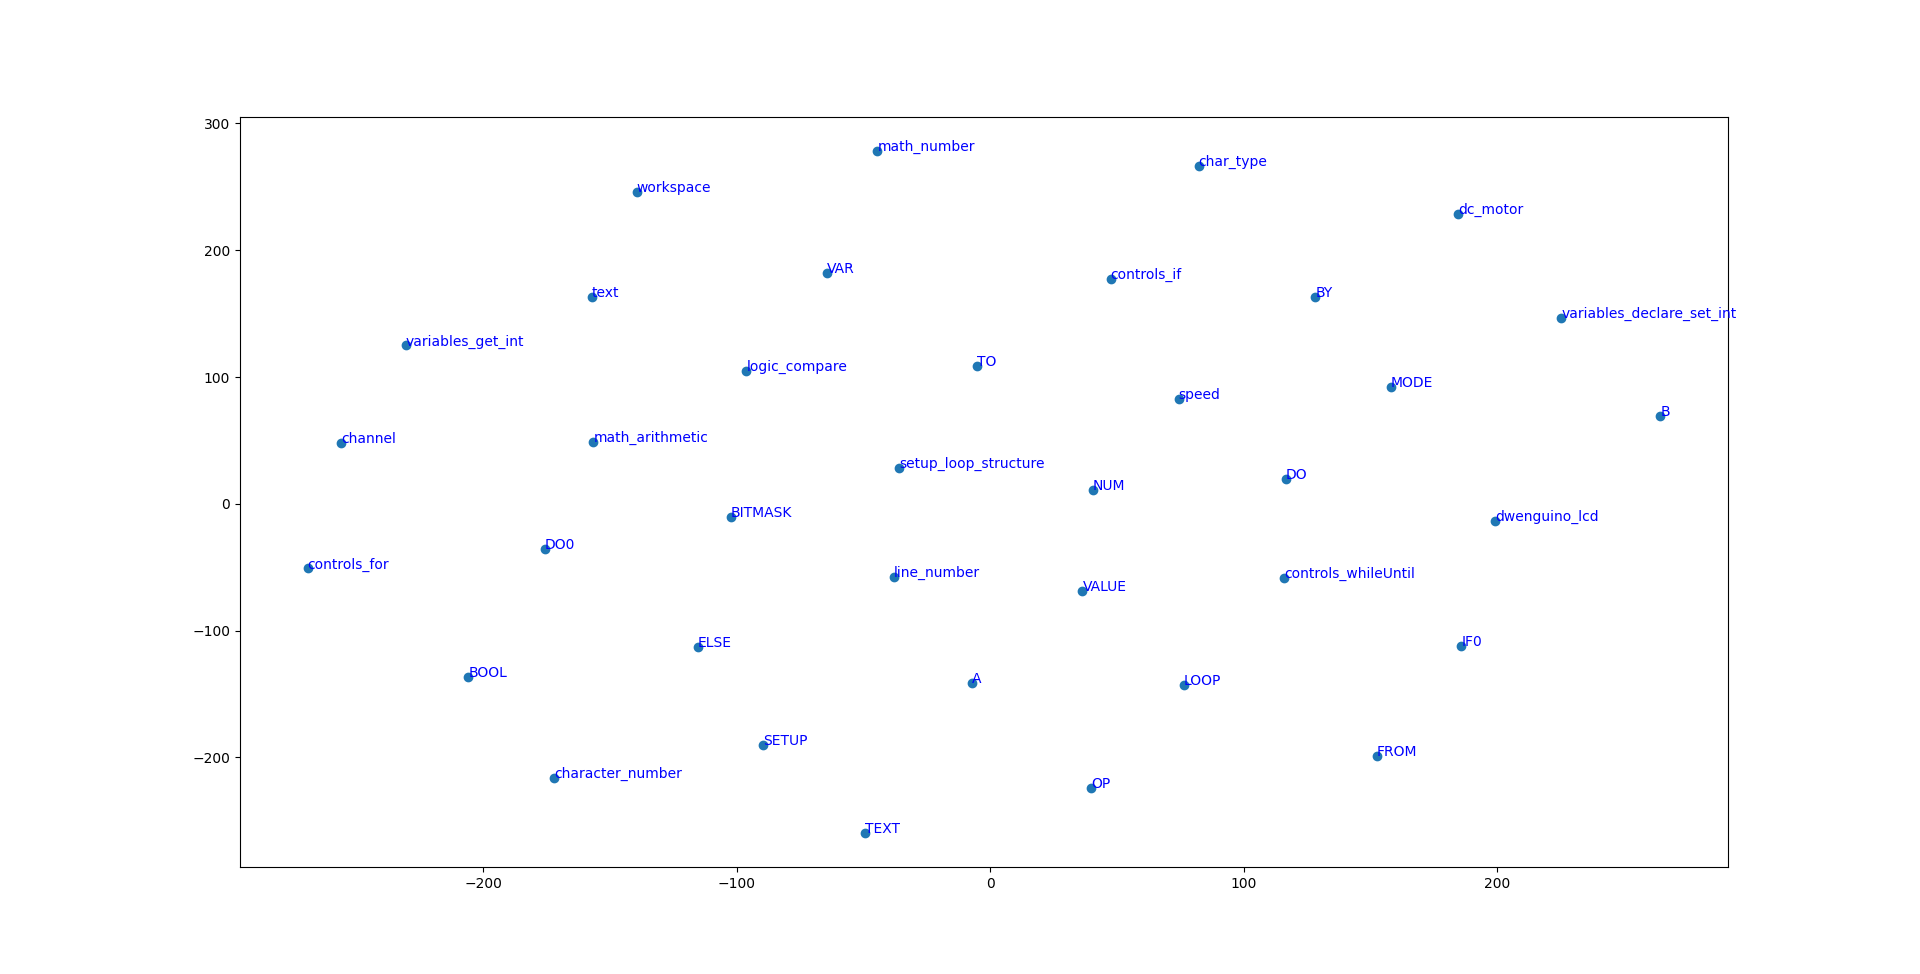 300
math_number
char_type
workspace
dc_motor
200
VAR
controls_if
text
BY
variables_declare_set_int
variables_get_int
logic_compare
TO
100
speed
MODE
B
channel
math_arithmetic
setup_loop_structure
NUM
DO
0
BITMASK
dwenguino_lcd
DO0
controls_for
line_number
VALUE
controls_whileUntil
−100
ELSE
IF0
BOOL
A
LOOP
SETUP
FROM
−200
character_number
OP
TEXT
−200 −100 0 100 200